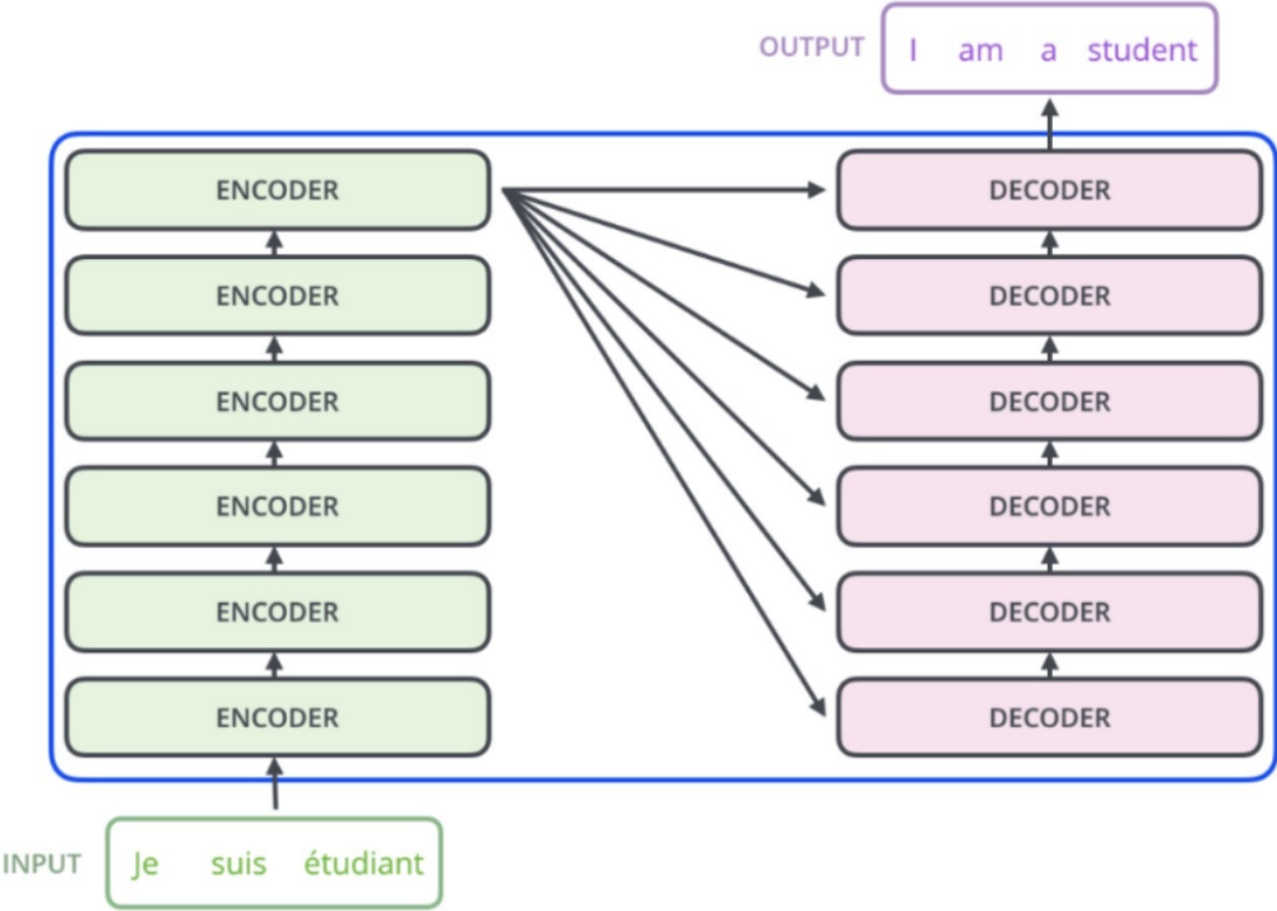 OUTPUT
I am a student
ENCODER
DECODER
ENCODER
DECODER
ENCODER
DECODER
ENCODER
DECODER
ENCODER
DECODER
ENCODER
DECODER
INPUT
Je suis étudiant